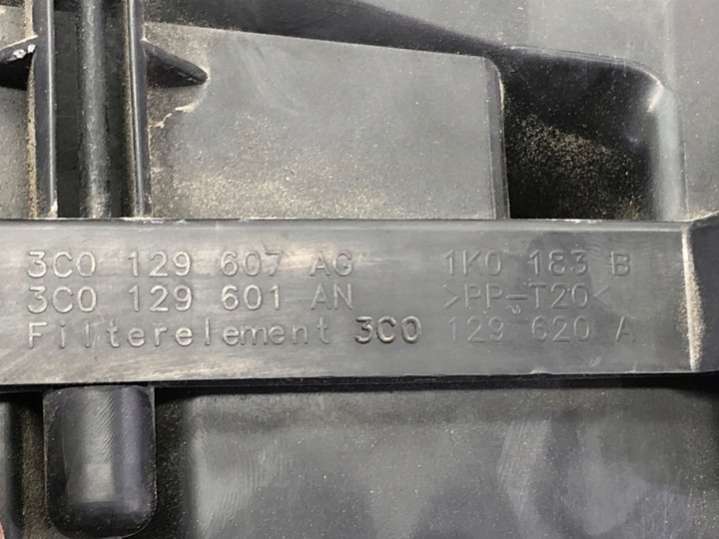 3C0 129 607 AG 1K0 183 B
3C0 129 601 AN >PP-T20<
Filterelement 3C0 129 620 A